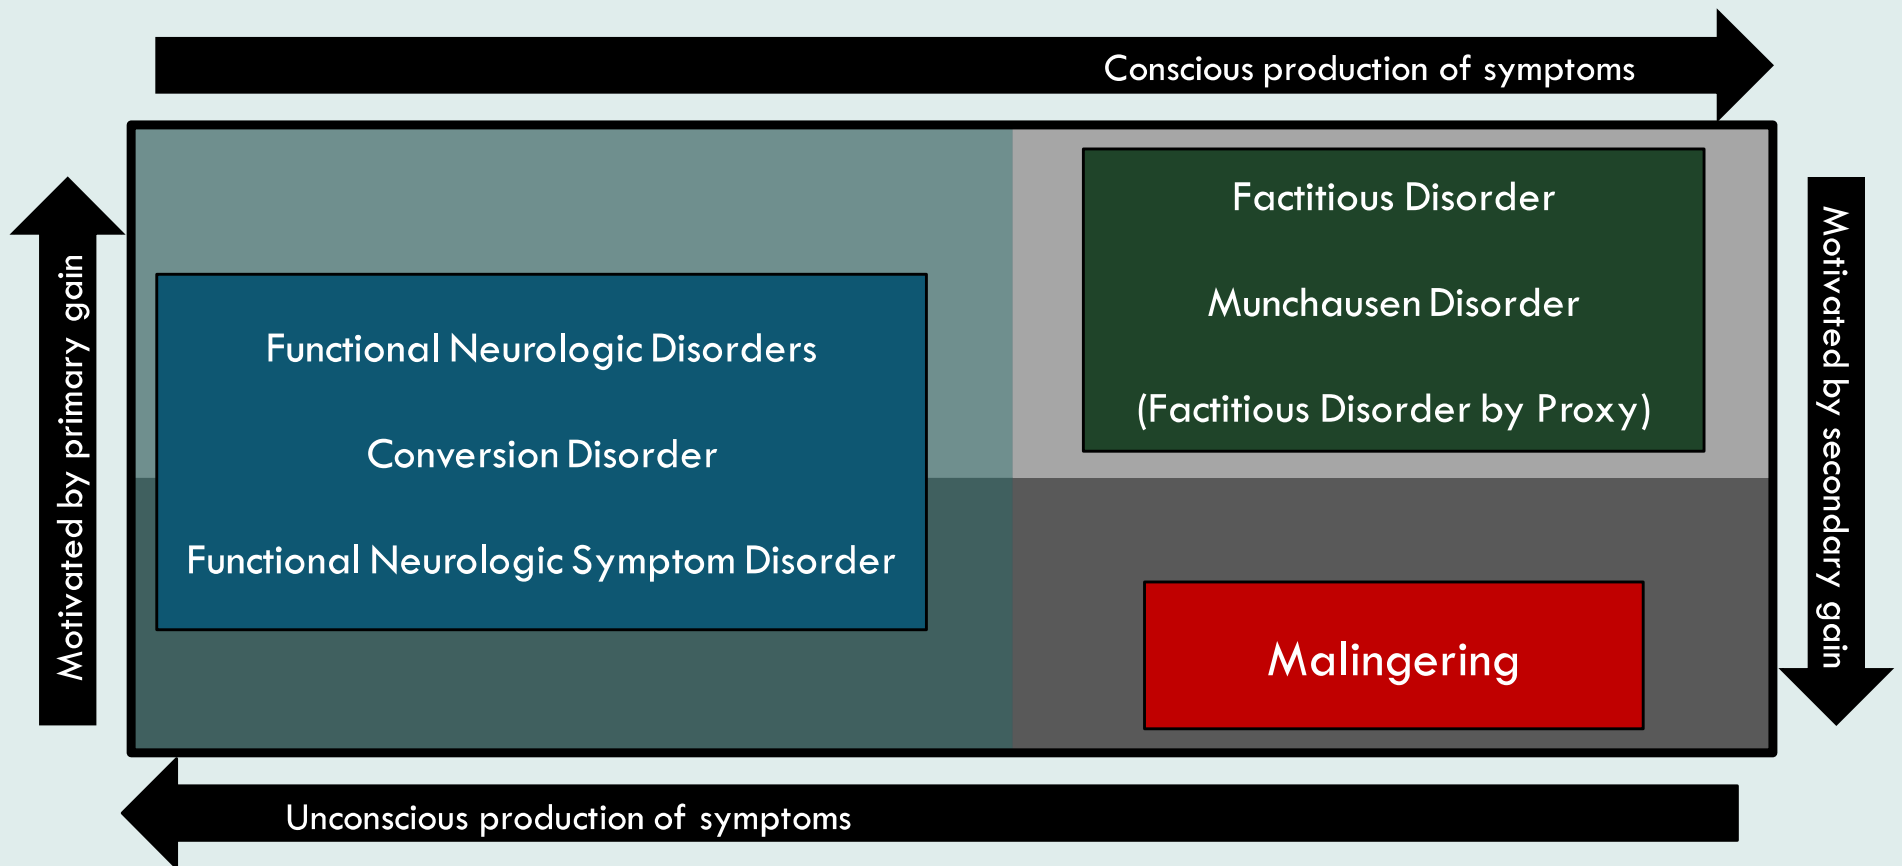 Conscious production of symptoms
Motivated by primary gain
Functional Neurologic Disorders
Conversion Disorder
Functional Neurologic Symptom Disorder
Factitious Disorder
Munchausen Disorder
(Factitious Disorder by Proxy)
Malingering
Motivated by secondary gain
Unconscious production of symptoms